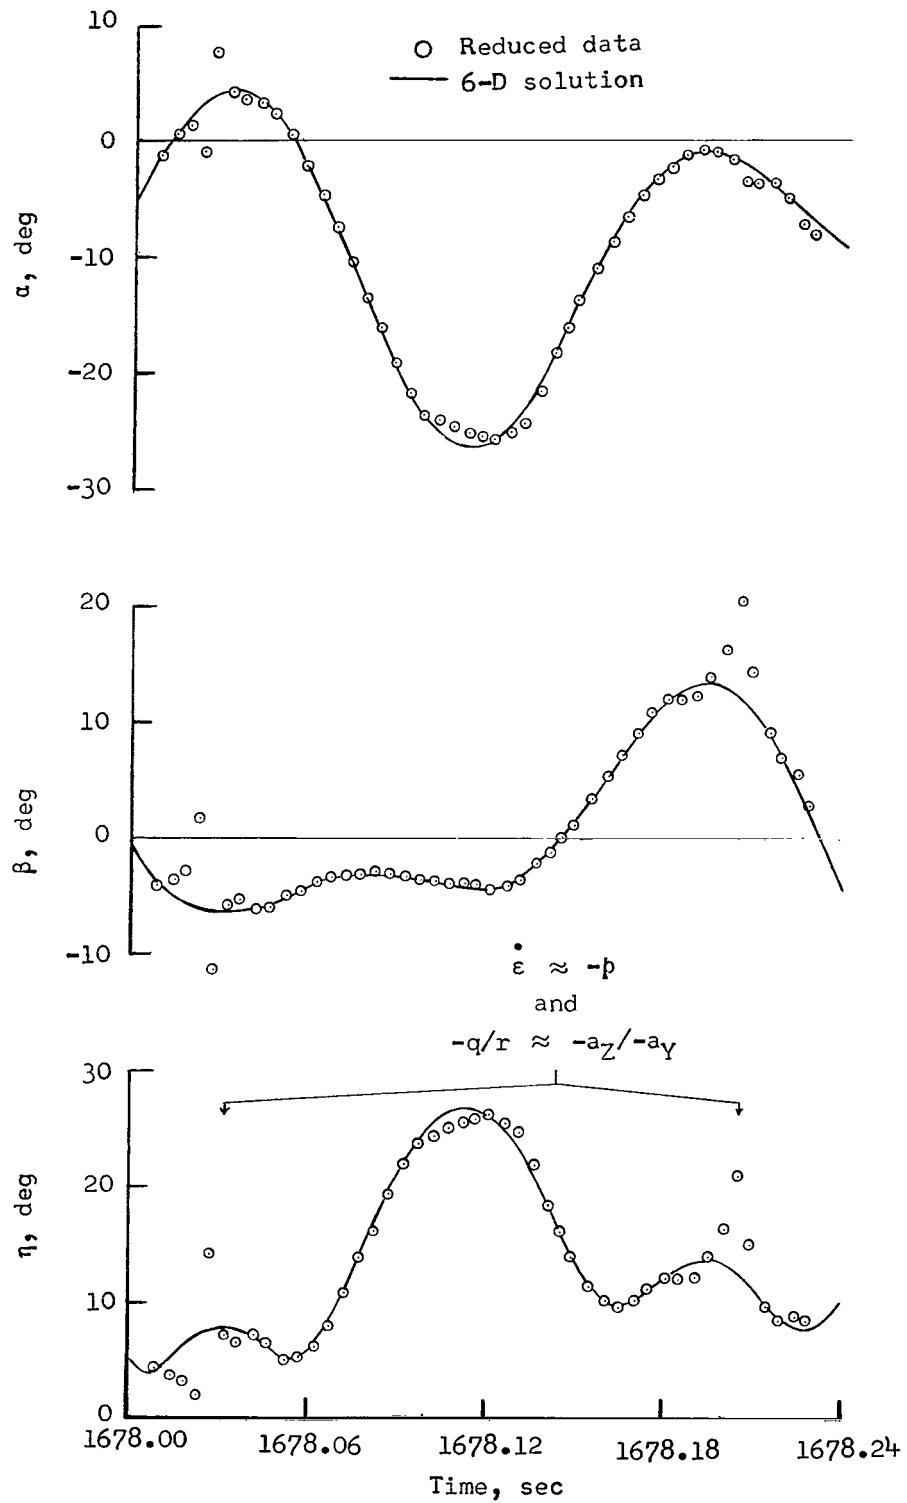 10
Reduced data
6-D solution
0
-10
-20
-30
α, deg
20
10
0
-10
β, deg
ε̇ ≈ -p
and
-q/r ≈ -a_Z/-a_Y
30
20
10
0
η, deg
1678.00 1678.06 1678.12 1678.18 1678.24
Time, sec